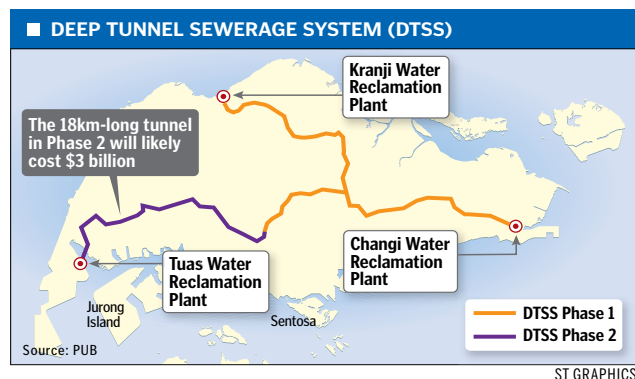 DEEP TUNNEL SEWERAGE SYSTEM (DTSS)
Kranji Water
Reclamation
Plant
The 18km-long tunnel
in Phase 2 will likely
cost $3 billion
Tuas Water
Reclamation
Plant
Changi Water
Reclamation
Plant
Jurong
Island
Sentosa
DTSS Phase 1
DTSS Phase 2
Source: PUB
ST GRAPHICS